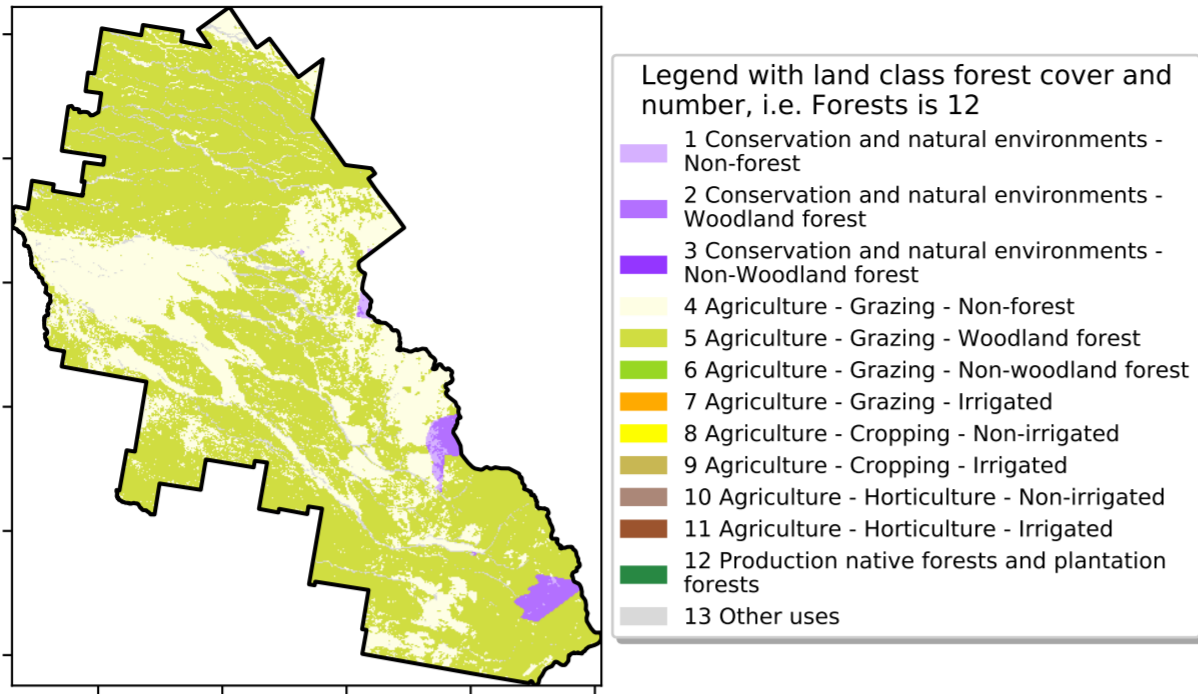 Legend with land class forest cover and
number, i.e. Forests is 12
1 Conservation and natural environments -
Non-forest
2 Conservation and natural environments -
Woodland forest
3 Conservation and natural environments -
Non-Woodland forest
4 Agriculture - Grazing - Non-forest
5 Agriculture - Grazing - Woodland forest
6 Agriculture - Grazing - Non-woodland forest
7 Agriculture - Grazing - Irrigated
8 Agriculture - Cropping - Non-irrigated
9 Agriculture - Cropping - Irrigated
10 Agriculture - Horticulture - Non-irrigated
11 Agriculture - Horticulture - Irrigated
12 Production native forests and plantation
forests
13 Other uses